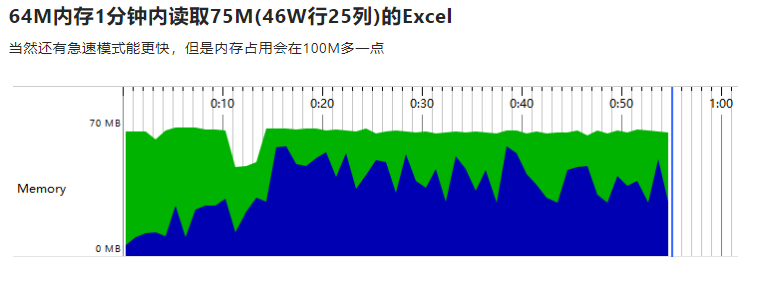 64M内存1分钟内读取75M(46W行25列)的Excel
当然还有急速模式能更快，但是内存占用会在100M多一点
0:10 0:20 0:30 0:40 0:50 1:00
70 MB
Memory
0 MB